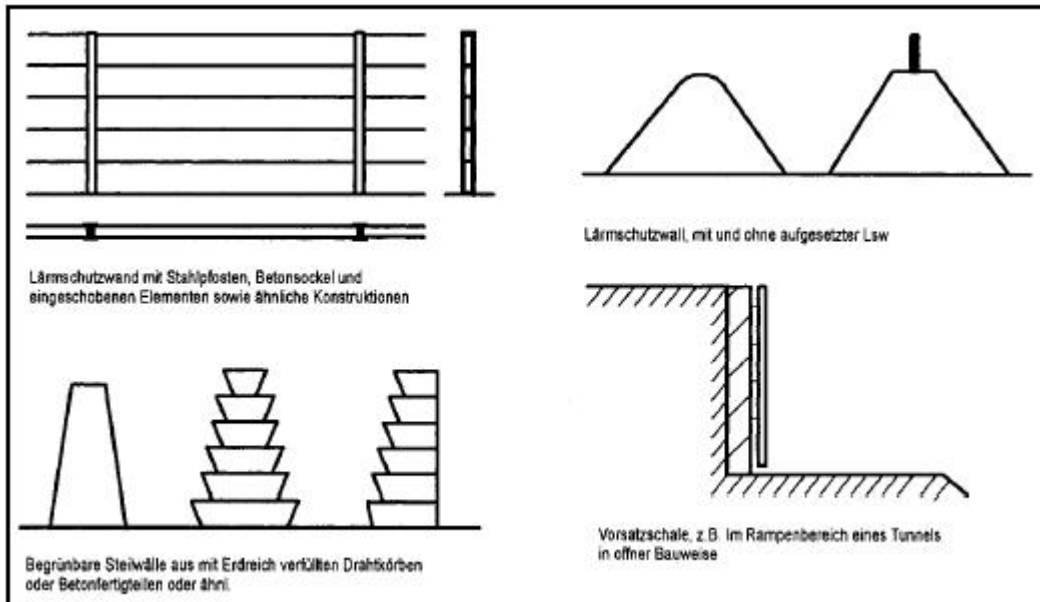 Lärmschutzwand mit Stahlpfosten, Betonsockel und
eingeschobenen Elementen sowie ähnliche Konstruktionen
Lärmschutzwall, mit und ohne aufgesetzter Lsw
Begrünbare Steilwälle aus mit Erdreich verfüllten Drahtkörben
oder Betonfertigteilen oder ähnl.
Vorsatzschale, z.B. Im Rampenbereich eines Tunnels
in offner Bauweise